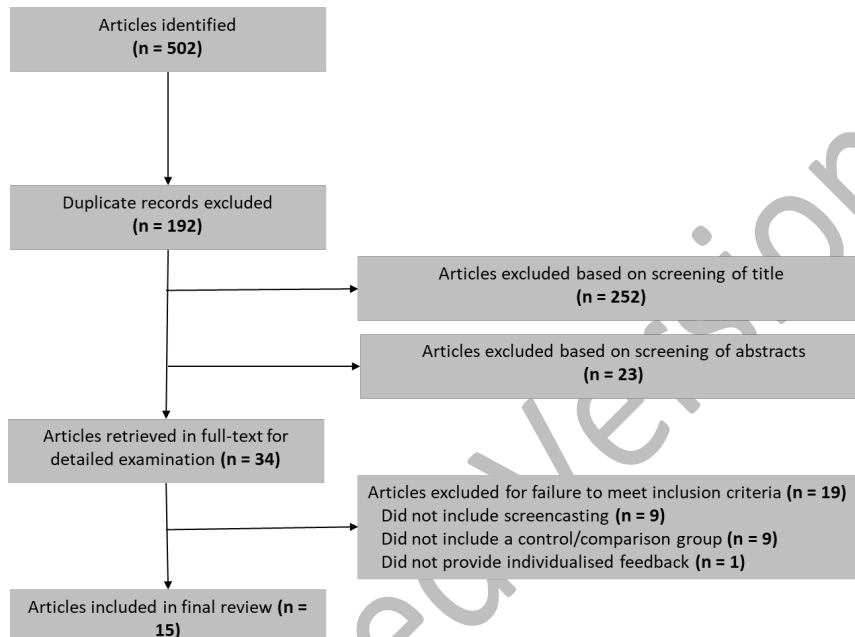 Articles identified
(n = 502)
Duplicate records excluded
(n = 192)
Articles excluded based on screening of title
(n = 252)
Articles excluded based on screening of abstracts
(n = 23)
Articles retrieved in full-text for
detailed examination (n = 34)
Articles excluded for failure to meet inclusion criteria (n = 19)
Did not include screencasting (n = 9)
Did not include a control/comparison group (n = 9)
Did not provide individualised feedback (n = 1)
Articles included in final review (n =
15)
ed Version